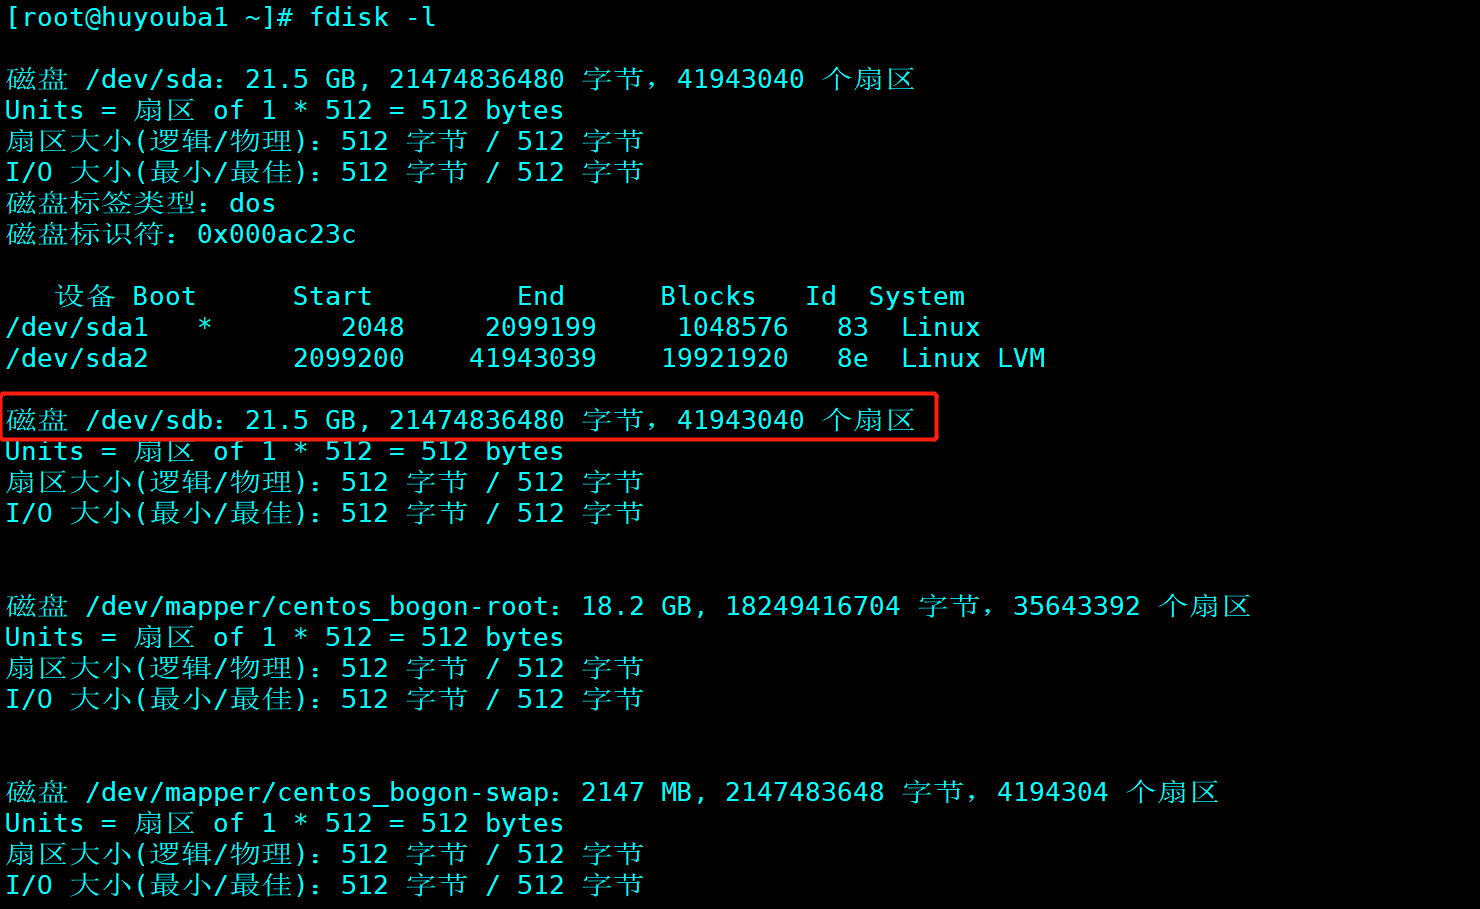 [root@huyouba1 ~]# fdisk -l
磁盘 /dev/sda：21.5 GB, 21474836480 字节，41943040 个扇区
Units = 扇区 of 1 * 512 = 512 bytes
扇区大小(逻辑/物理)：512 字节 / 512 字节
I/O 大小(最小/最佳)：512 字节 / 512 字节
磁盘标签类型：dos
磁盘标识符：0x000ac23c
设备 Boot      Start         End      Blocks   Id  System
/dev/sda1   *        2048     2099199     1048576   83  Linux
/dev/sda2         2099200    41943039    19921920   8e  Linux LVM
磁盘 /dev/sdb：21.5 GB, 21474836480 字节，41943040 个扇区
Units = 扇区 of 1 * 512 = 512 bytes
扇区大小(逻辑/物理)：512 字节 / 512 字节
I/O 大小(最小/最佳)：512 字节 / 512 字节
磁盘 /dev/mapper/centos_bogon-root：18.2 GB, 18249416704 字节，35643392 个扇区
Units = 扇区 of 1 * 512 = 512 bytes
扇区大小(逻辑/物理)：512 字节 / 512 字节
I/O 大小(最小/最佳)：512 字节 / 512 字节
磁盘 /dev/mapper/centos_bogon-swap：2147 MB, 2147483648 字节，4194304 个扇区
Units = 扇区 of 1 * 512 = 512 bytes
扇区大小(逻辑/物理)：512 字节 / 512 字节
I/O 大小(最小/最佳)：512 字节 / 512 字节